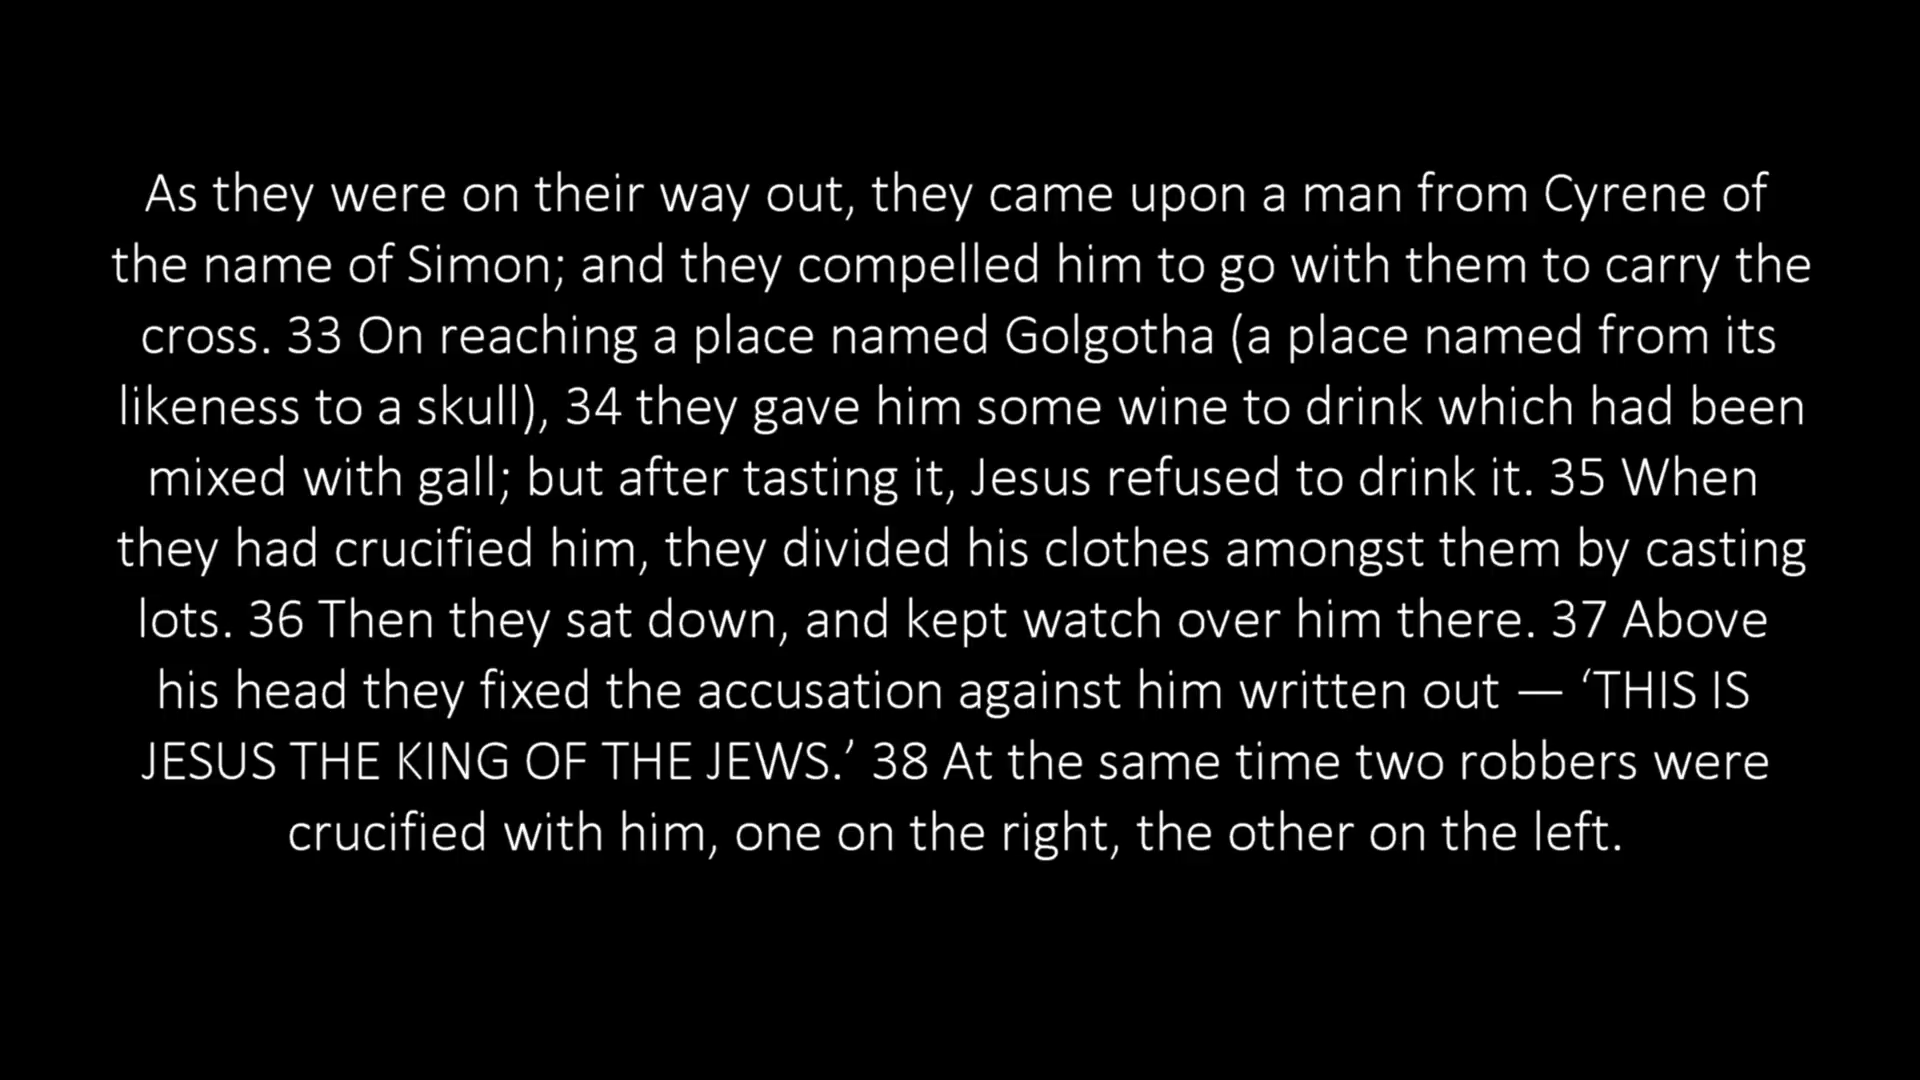 As they were on their way out, they came upon a man from Cyrene of
the name of Simon; and they compelled him to go with them to carry the
cross. 33 On reaching a place named Golgotha (a place named from its
likeness to a skull), 34 they gave him some wine to drink which had been
mixed with gall; but after tasting it, Jesus refused to drink it. 35 When
they had crucified him, they divided his clothes amongst them by casting
lots. 36 Then they sat down, and kept watch over him there. 37 Above
his head they fixed the accusation against him written out — ‘THIS IS
JESUS THE KING OF THE JEWS.’ 38 At the same time two robbers were
crucified with him, one on the right, the other on the left.